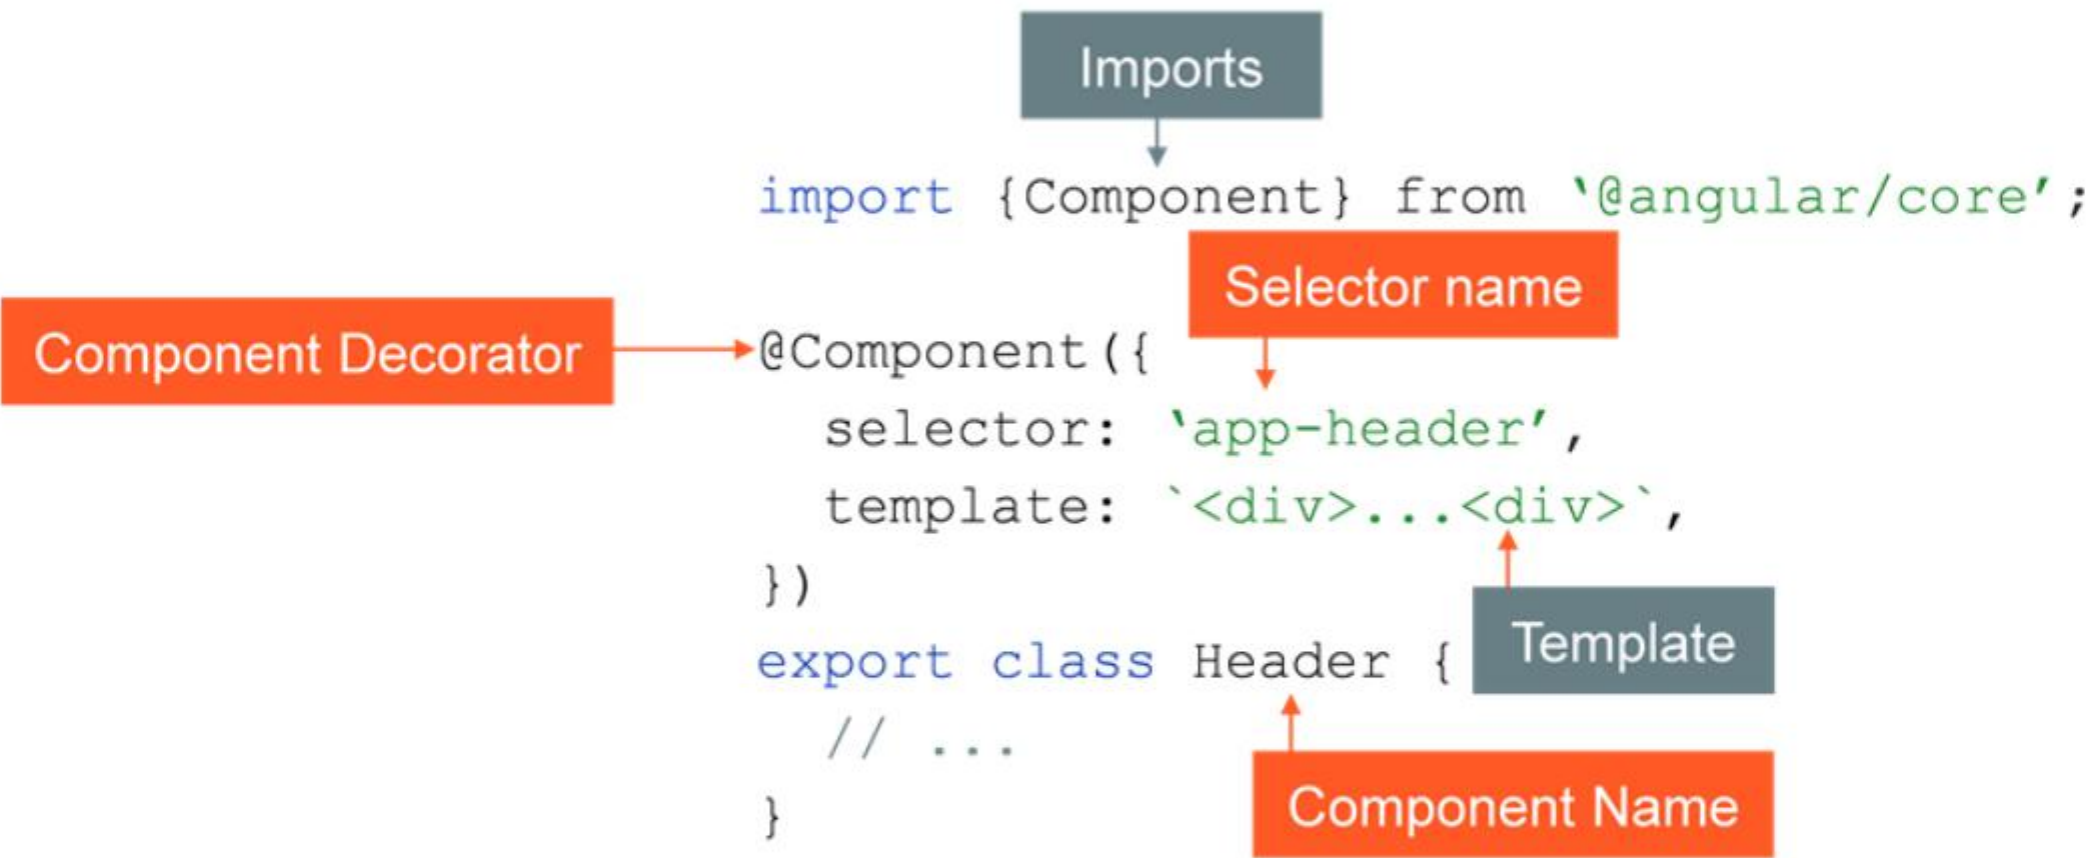 Imports
import {Component} from ‵@angular/core′;
Selector name
Component Decorator
@Component({
selector: ‵app-header′,
template: `<div>...<div>`,
})
Template
export class Header {
// ...
Component Name
}